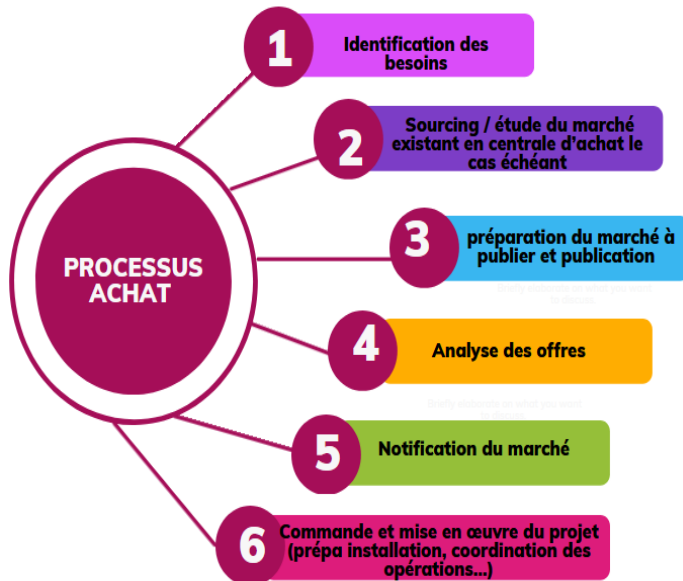 1
Identification des
besoins
2
Sourcing / étude du marché
existant en centrale d'achat le
cas échéant
PROCESSUS
ACHAT
3
préparation du marché à
publier et publication
4
Analyse des offres
5
Notification du marché
6
Commande et mise en œuvre du projet
(prépa installation, coordination des
opérations...)